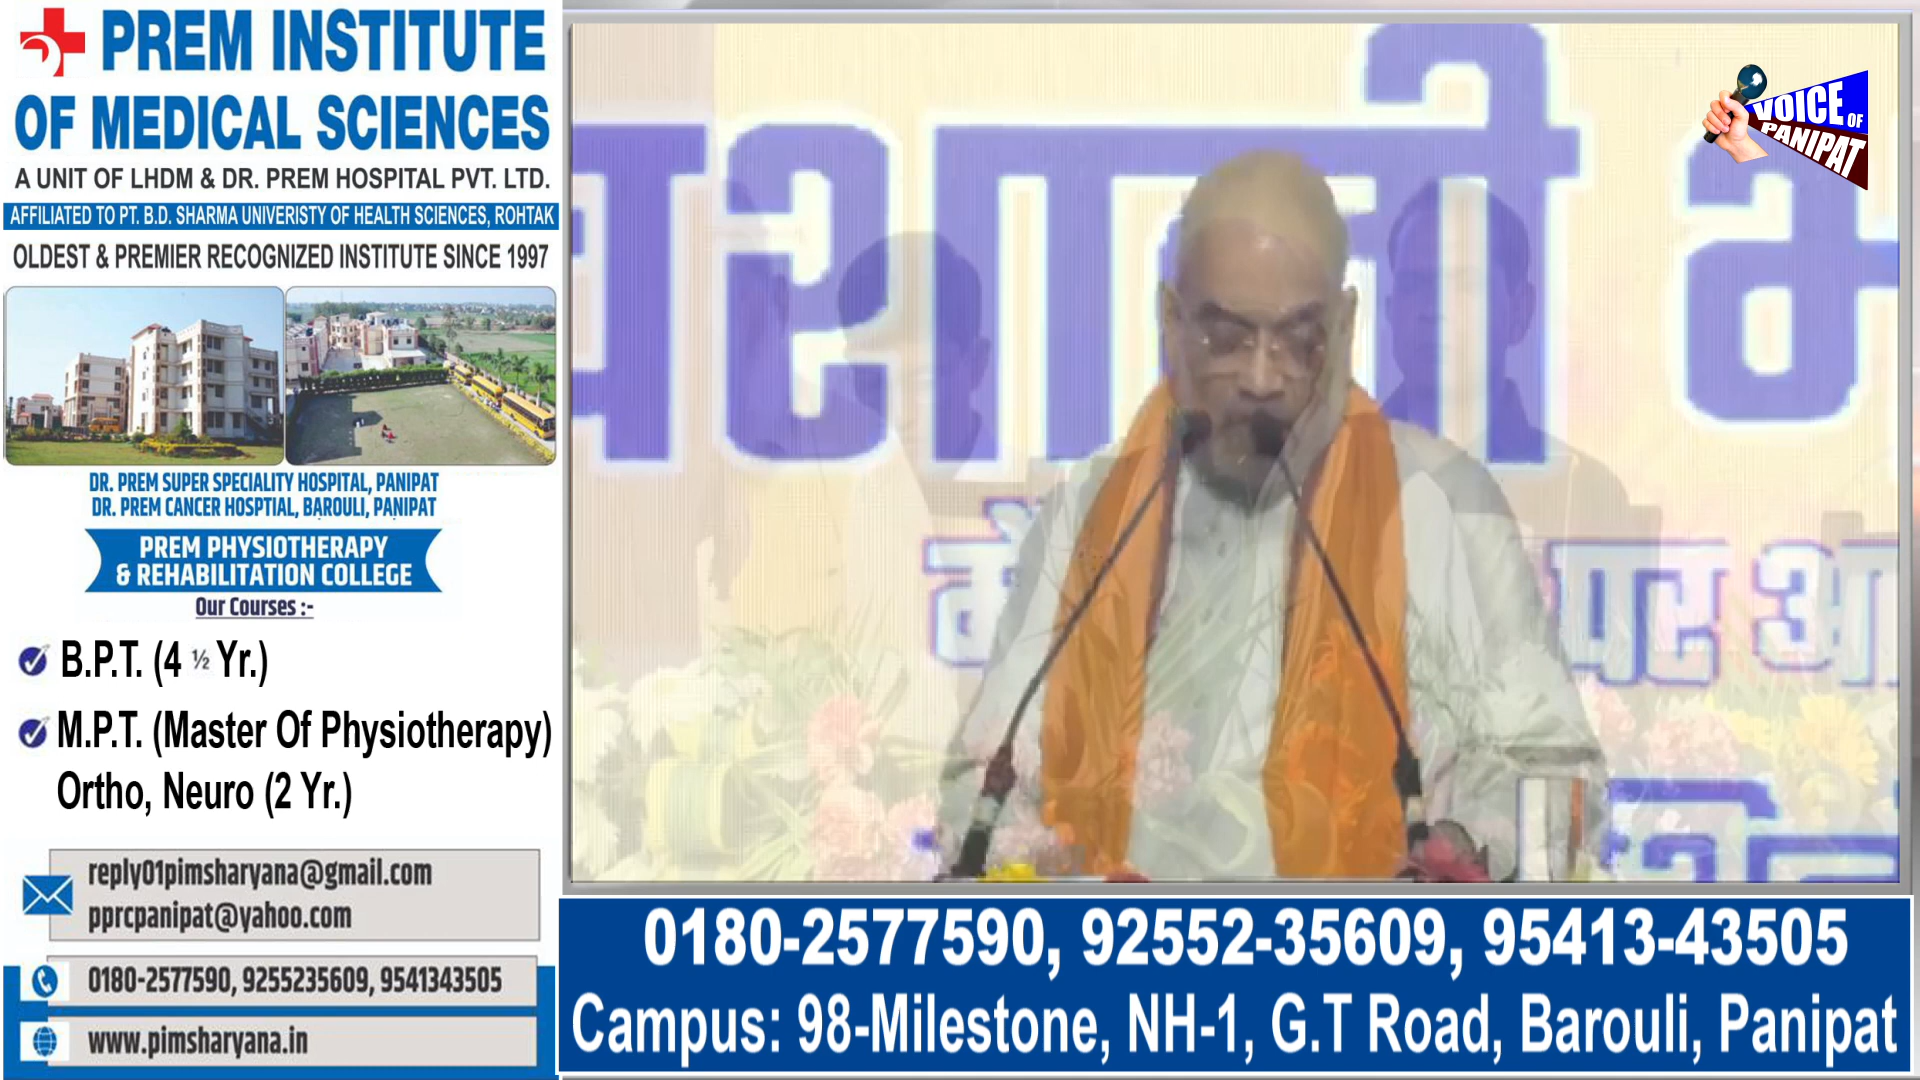 PREM INSTITUTE
OF MEDICAL SCIENCES
A UNIT OF LHDM & DR. PREM HOSPITAL PVT. LTD.
AFFILIATED TO PT. B.D. SHARMA UNIVERISTY OF HEALTH SCIENCES, ROHTAK
OLDEST & PREMIER RECOGNIZED INSTITUTE SINCE 1997
DR. PREM SUPER SPECIALITY HOSPITAL, PANIPAT
DR. PREM CANCER HOSPTIAL, BAROULI, PANIPAT
PREM PHYSIOTHERAPY
& REHABILITATION COLLEGE
Our Courses :-
B.P.T. (4 ½ Yr.)
M.P.T. (Master Of Physiotherapy)
Ortho, Neuro (2 Yr.)
reply01pimsharyana@gmail.com
pprcpanipat@yahoo.com
0180-2577590, 9255235609, 9541343505
www.pimsharyana.in
VOICE OF
PANIPAT
में
पर
0180-2577590, 92552-35609, 95413-43505
Campus: 98-Milestone, NH-1, G.T Road, Barouli, Panipat